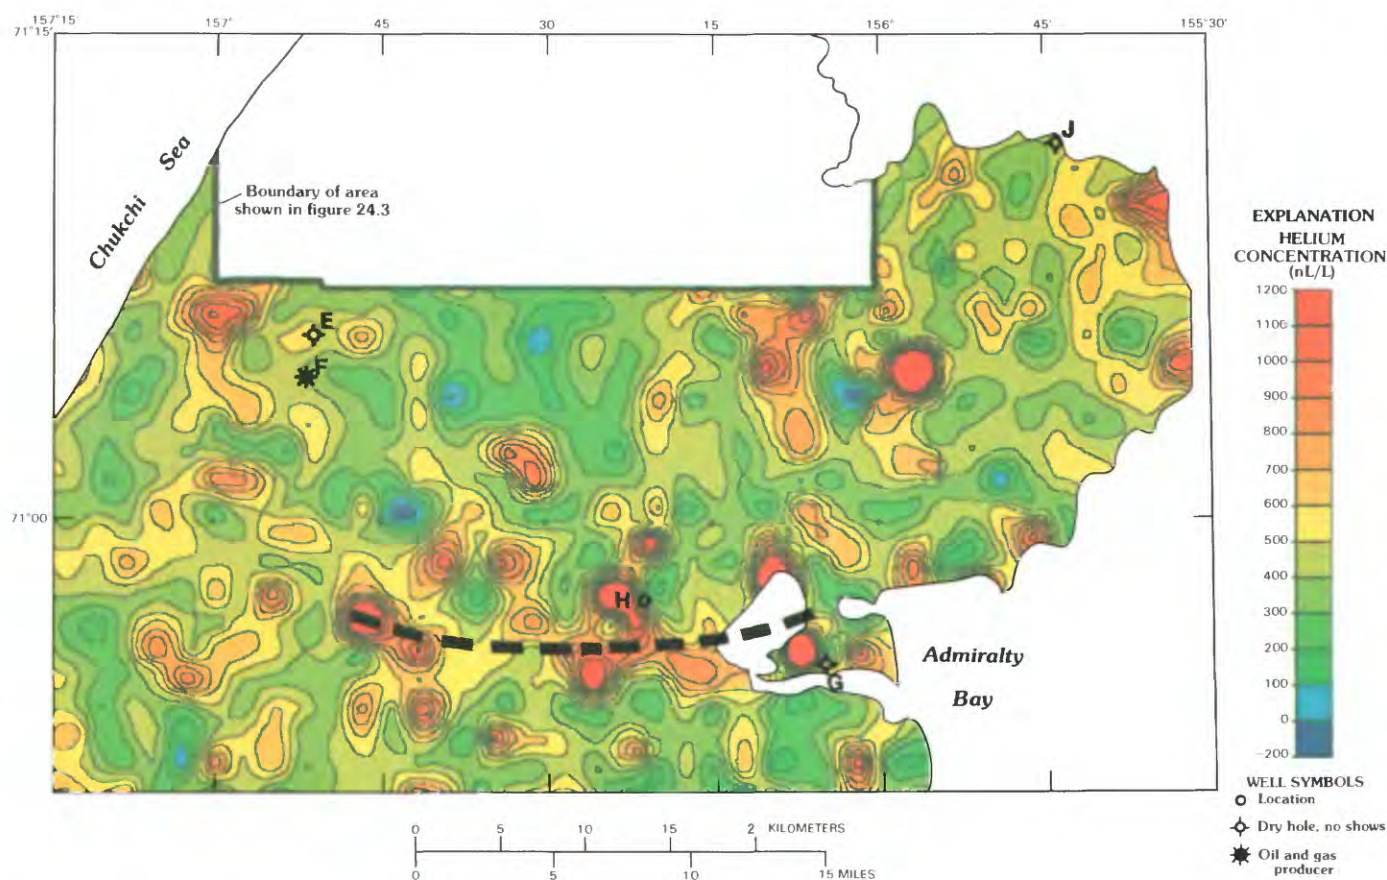 157°15' 157° 45 30 15 156° 45' 155°30'
71°15'
J
Chukchi Sea
Boundary of area
shown in figure 24.3
E
F
71°00
H
G
Admiralty
Bay
EXPLANATION
HELIUM
CONCENTRATION
(nL/L)
1200
1100
1000
900
800
700
600
500
400
300
200
100
0
-200
WELL SYMBOLS
Location
Dry hole, no shows
Oil and gas
producer
0 5 10 15 2 KILOMETERS
0 5 10 15 MILES